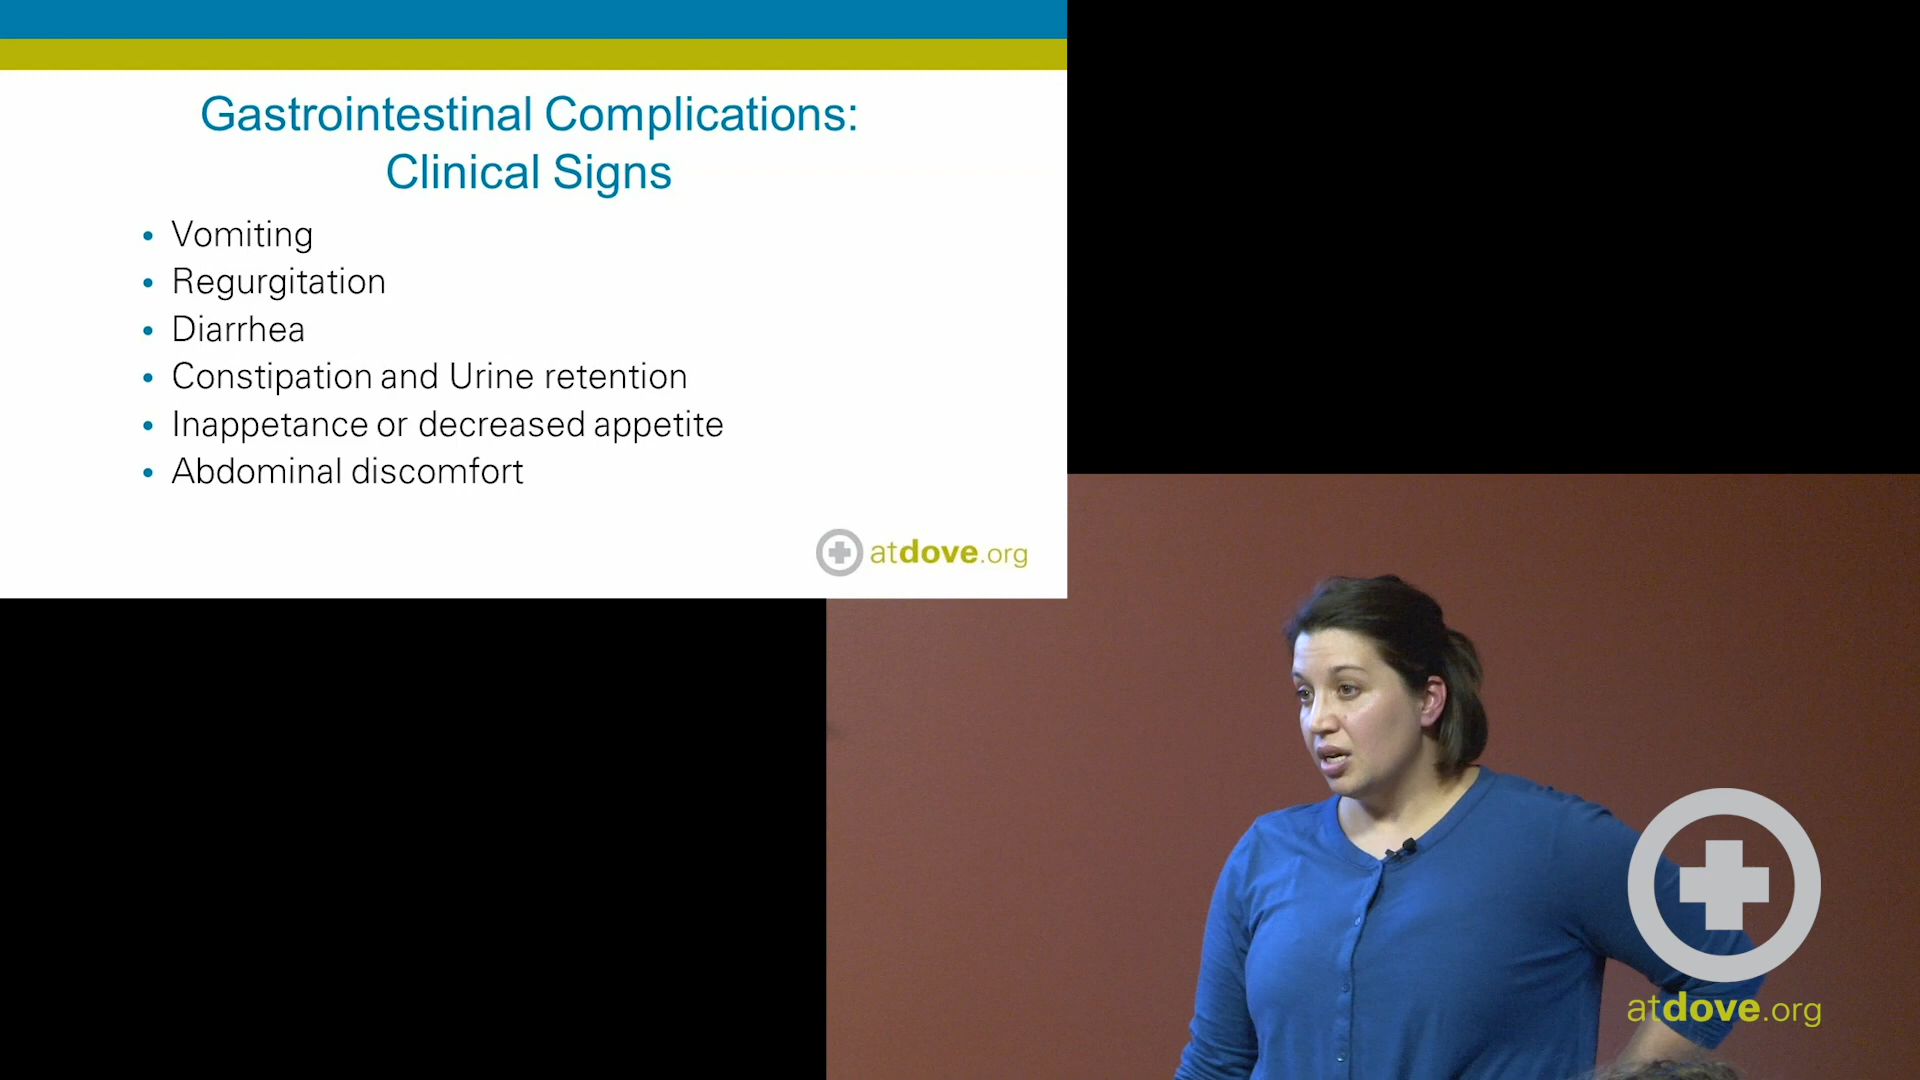 Gastrointestinal Complications:
Clinical Signs
• Vomiting
• Regurgitation
• Diarrhea
• Constipation and Urine retention
• Inappetance or decreased appetite
• Abdominal discomfort
atdove.org
atdove.org